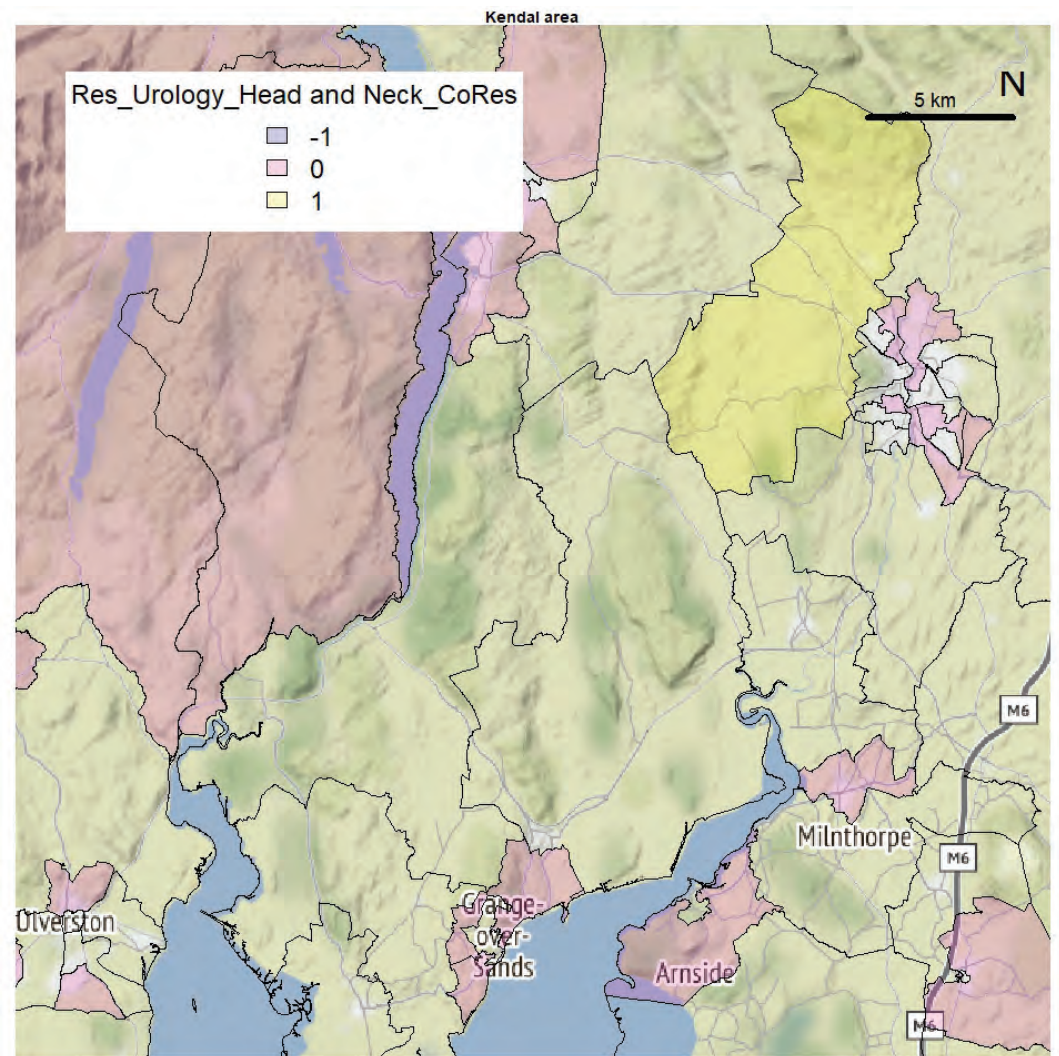 Kendal area
Res_Urology_Head and Neck_CoRes
-1
0
1
N
5 km
M6
Milnthorpe
M6
Ulverston
Grange-
over-
Sands
Arnside
M6